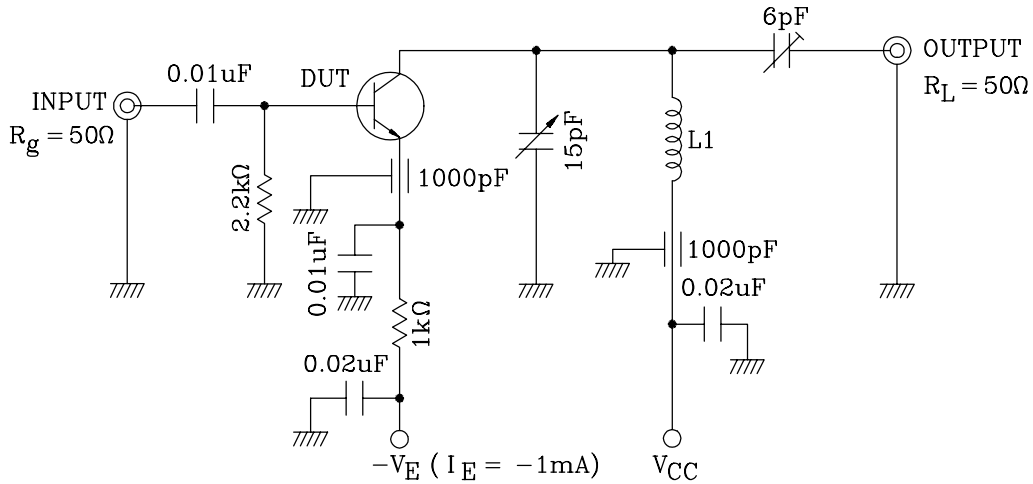 6pF
OUTPUT
R_L = 50Ω
0.01uF
DUT
INPUT
R_g = 50Ω
15pF
L1
1000pF
2.2kΩ
0.01uF
1000pF
0.02uF
1kΩ
0.02uF
-V_E ( I_E = -1mA)
V_CC